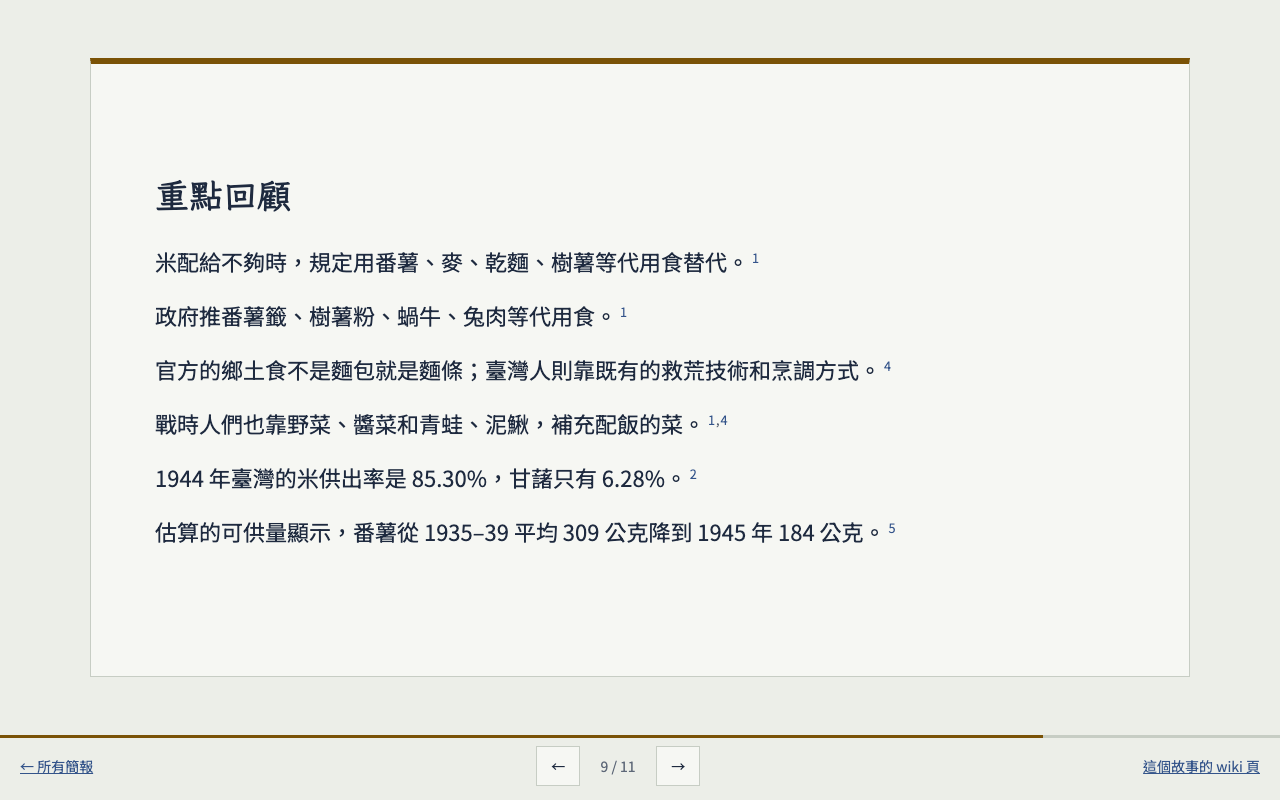 重點回顧
米配給不夠時，規定用番薯、麥、乾麵、樹薯等代用食替代。1
政府推番薯籤、樹薯粉、蝸牛、兔肉等代用食。1
官方的鄉土食不是麵包就是麵條；臺灣人則靠既有的救荒技術和烹調方式。4
戰時人們也靠野菜、醬菜和青蛙、泥鰍，補充配飯的菜。1,4
1944 年臺灣的米供出率是 85.30%，甘藷只有 6.28%。2
估算的可供量顯示，番薯從 1935–39 平均 309 公克降到 1945 年 184 公克。5
← 所有簡報
←
9 / 11
→
這個故事的 wiki 頁